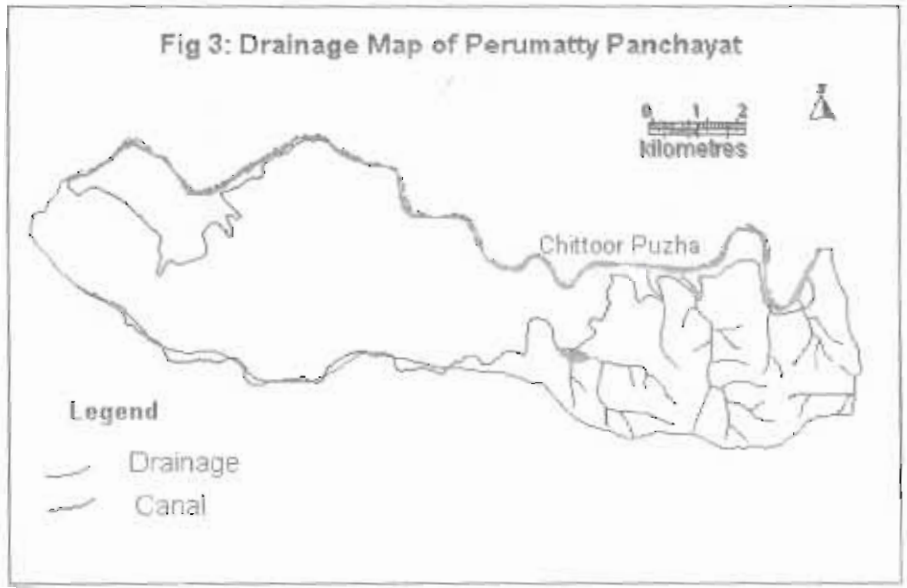 Fig 3: Drainage Map of Perumatty Panchayat
0 1 2
kilometres
Chittoor Puzha
Legend
Drainage
Canal